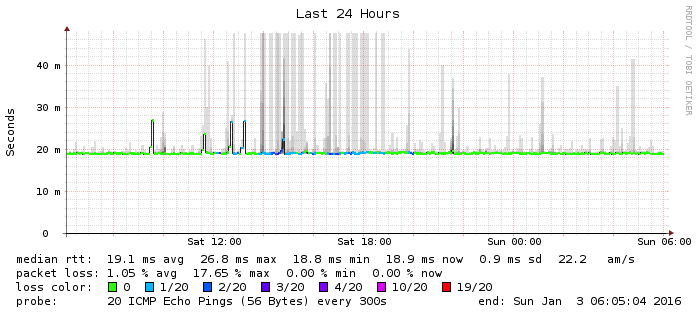 Last 24 Hours
RRDTOOL / TOBI OETIKER
Seconds
40 m
30 m
20 m
10 m
0
Sat 12:00 Sat 18:00 Sun 00:00 Sun 06:00
median rtt: 19.1 ms avg 26.8 ms max 18.8 ms min 18.9 ms now 0.9 ms sd 22.2 am/s
packet loss: 1.05 % avg 17.65 % max 0.00 % min 0.00 % now
loss color: 0 1/20 2/20 3/20 4/20 10/20 19/20
probe: 20 ICMP Echo Pings (56 Bytes) every 300s end: Sun Jan 3 06:05:04 2016